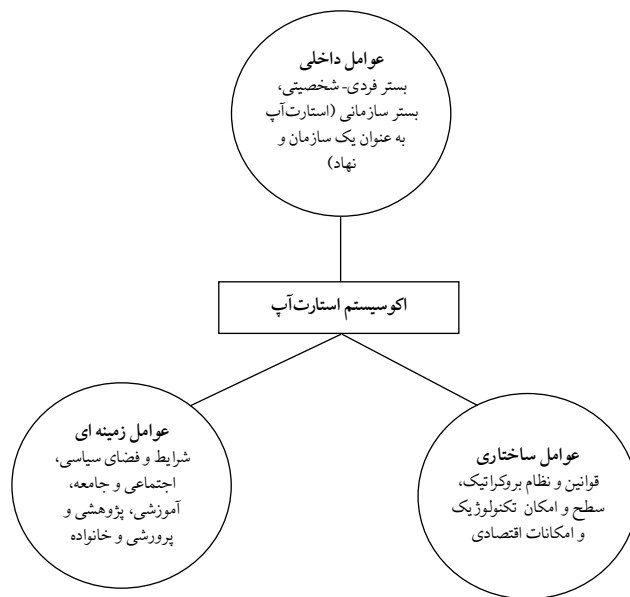 عوامل داخلی
بستر فردی- شخصیتی،
بستر سازمانی (استارت‌آپ
به عنوان یک سازمان و
نهاد)
اکوسیستم استارت‌آپ
عوامل ساختاری
قوانین و نظام بروکراتیک،
سطح و امکان تکنولوژیک
و امکانات اقتصادی
عوامل زمینه ای
شرایط و فضای سیاسی،
اجتماعی و جامعه،
آموزشی، پژوهشی و
پرورشی و خانواده